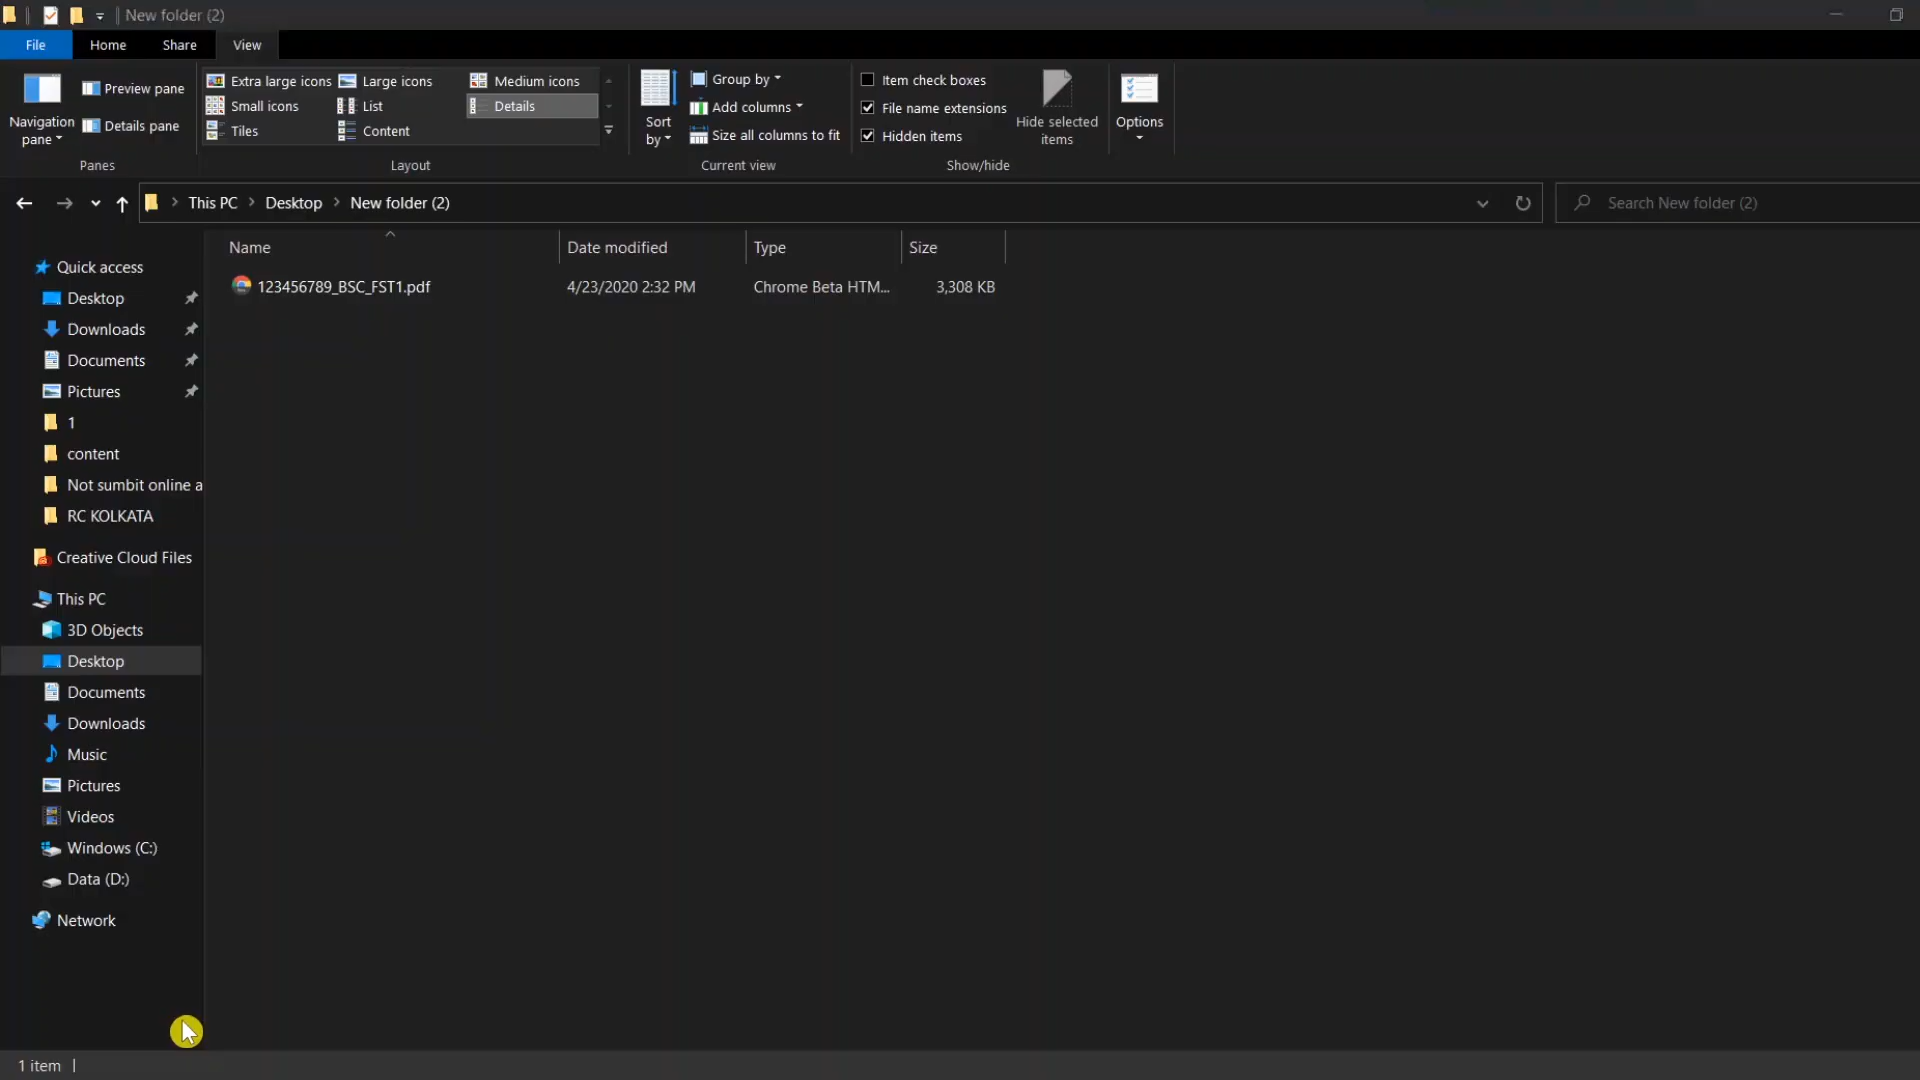 New folder (2)
File Home Share View
Preview pane Extra large icons Large icons Medium icons Group by Item check boxes
Navigation pane Details pane Small icons List Details Sort by Add columns File name extensions Hide selected items Options
Tiles Content Size all columns to fit Hidden items
Panes Layout Current view Show/hide
This PC Desktop New folder (2) Search New folder (2)
Name Date modified Type Size
123456789_BSC_FST1.pdf 4/23/2020 2:32 PM Chrome Beta HTM... 3,308 KB
Quick access
Desktop
Downloads
Documents
Pictures
1
content
Not sumbit online a
RC KOLKATA
Creative Cloud Files
This PC
3D Objects
Desktop
Documents
Downloads
Music
Pictures
Videos
Windows (C:)
Data (D:)
Network
1 item